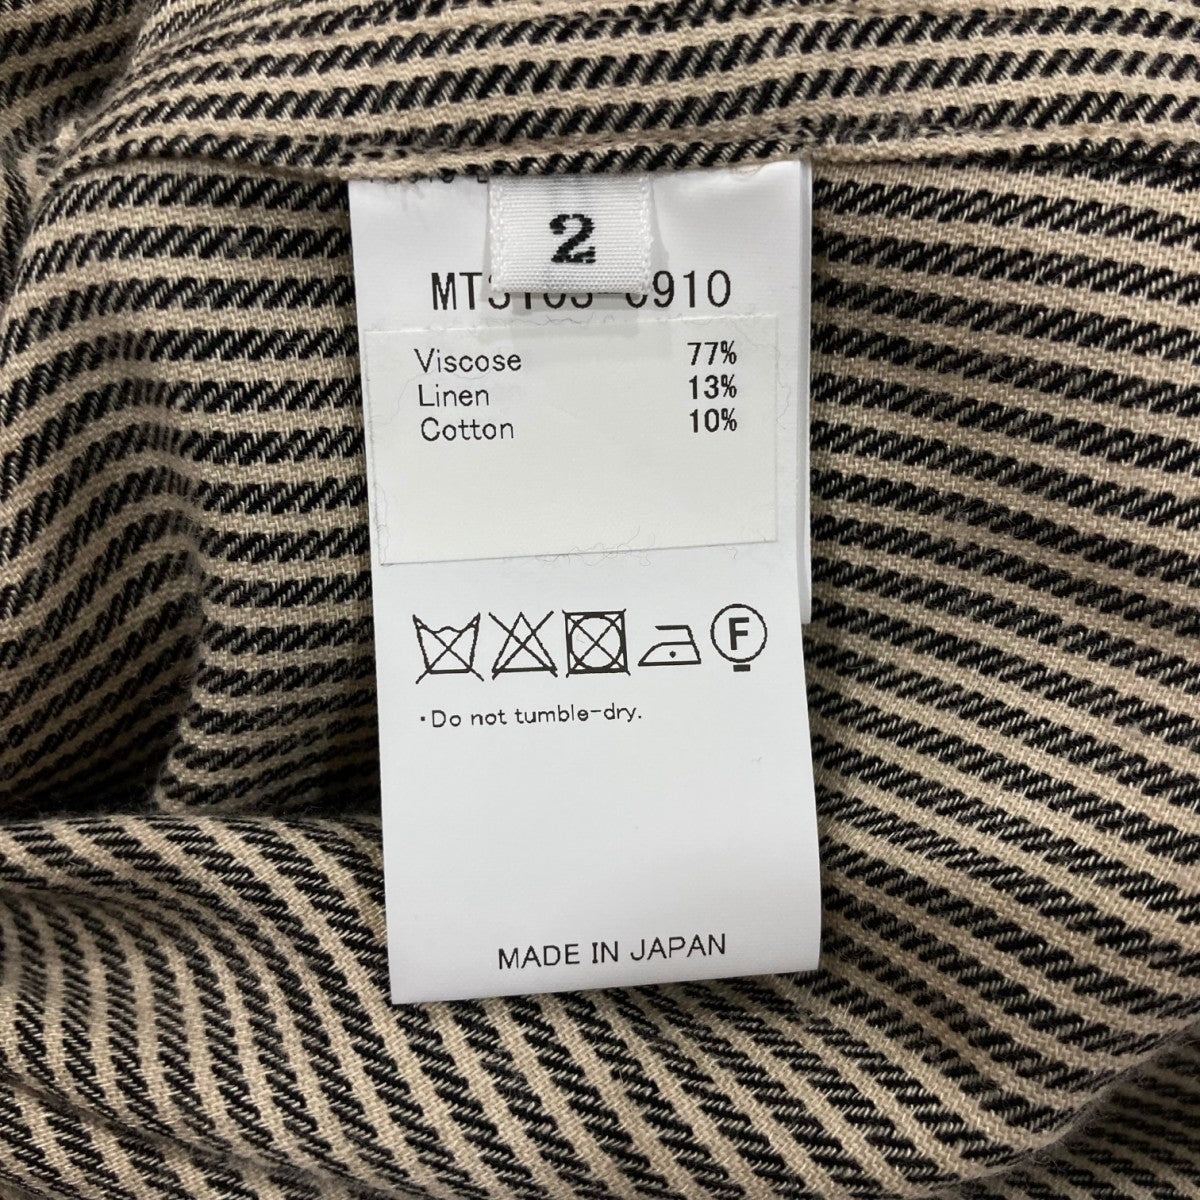 2
Viscose 77%
Linen 13%
Cotton 10%
F
・Do not tumble-dry.
MADE IN JAPAN